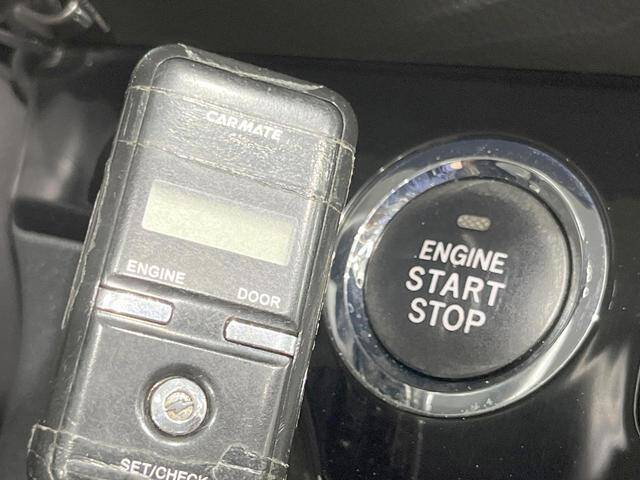 CARMATE
ENGINE
DOOR
SET/CHECK
ENGINE
START
STOP